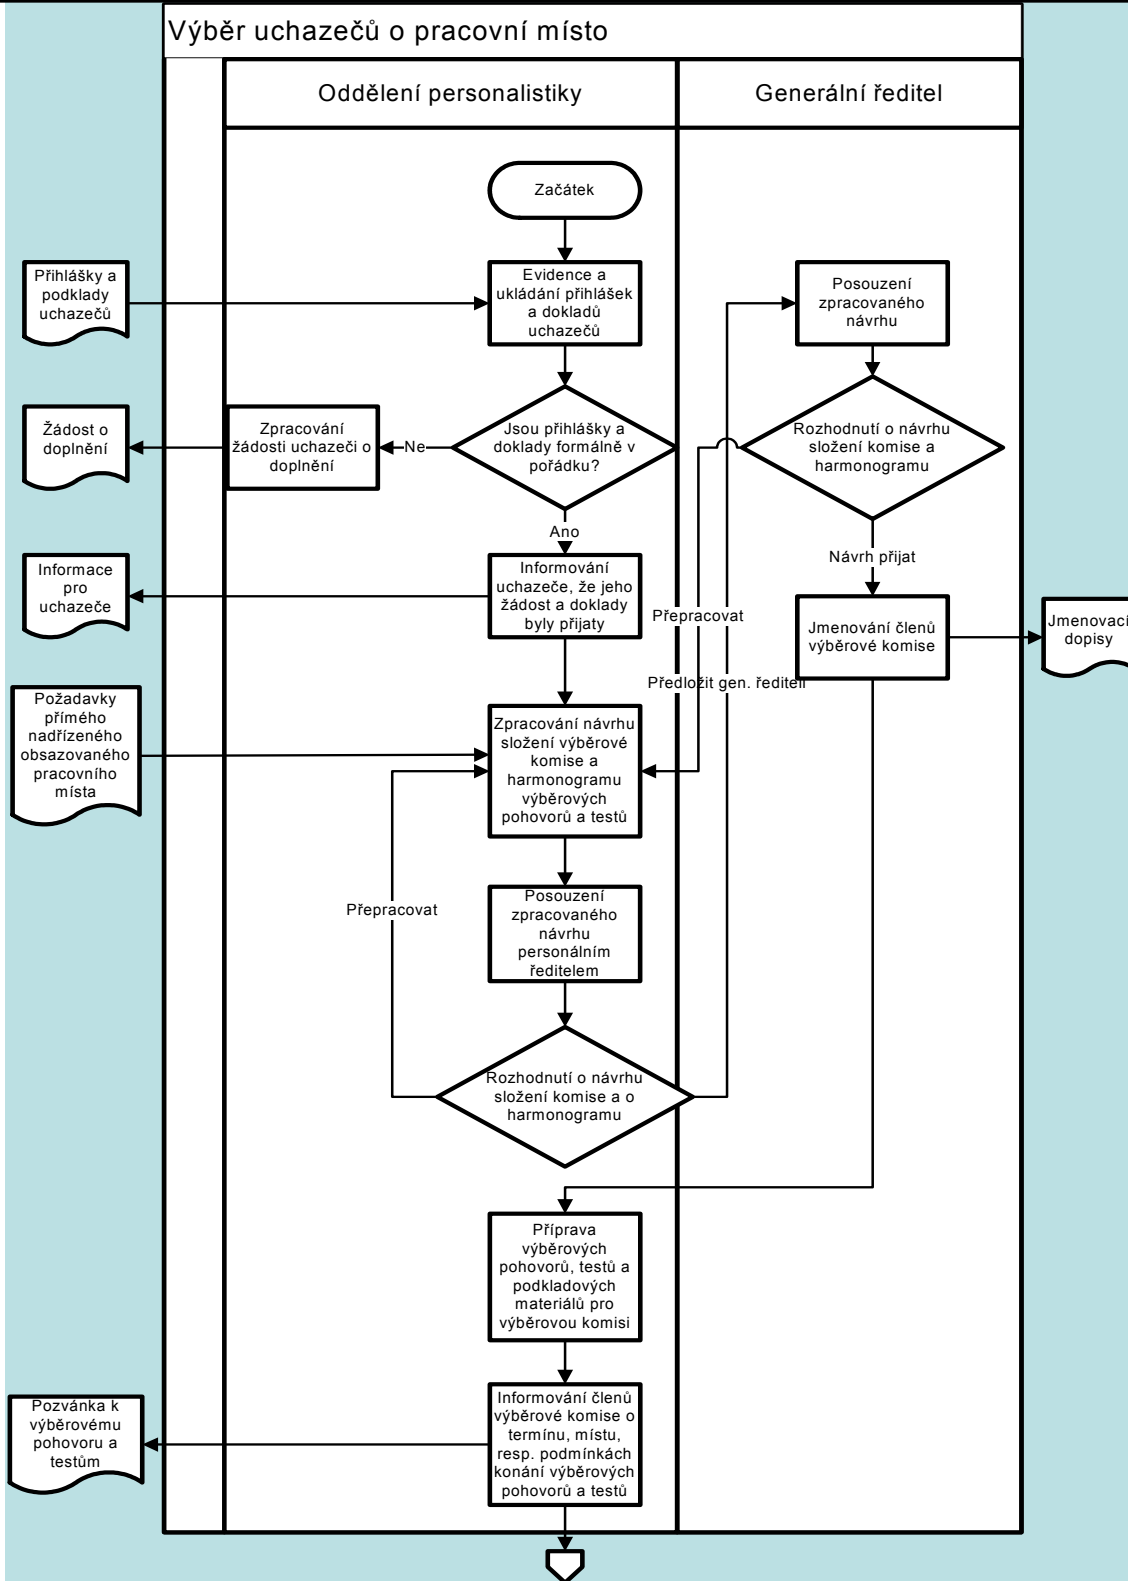 Výběr uchazečů o pracovní místo
Oddělení personalistiky
Generální ředitel
Začátek
Přihlášky a
podklady
uchazečů
Evidence a
ukládání přihlášek
a dokladů
uchazečů
Posouzení
zpracovaného
návrhu
Žádost o
doplnění
Zpracování
žádosti uchazeči o
doplnění
Ne
Jsou přihlášky a
doklady formálně v
pořádku?
Rozhodnutí o návrhu
složení komise a
harmonogramu
Ano
Návrh přijat
Informace
pro
uchazeče
Informování
uchazeče, že jeho
žádost a doklady
byly přijaty
Přepracovat
Jmenování členů
výběrové komise
Jmenovací
dopisy
Předložit gen. řediteli
Požadavky
přímého
nadřízeného
obsazovaného
pracovního
místa
Zpracování návrhu
složení výběrové
komise a
harmonogramu
výběrových
pohovorů a testů
Přepracovat
Posouzení
zpracovaného
návrhu
personálním
ředitelem
Rozhodnutí o návrhu
složení komise a o
harmonogramu
Příprava
výběrových
pohovorů, testů a
podkladových
materiálů pro
výběrovou komisi
Pozvánka k
výběrovému
pohovoru a
testům
Informování členů
výběrové komise o
termínu, místu,
resp. podmínkách
konání výběrových
pohovorů a testů